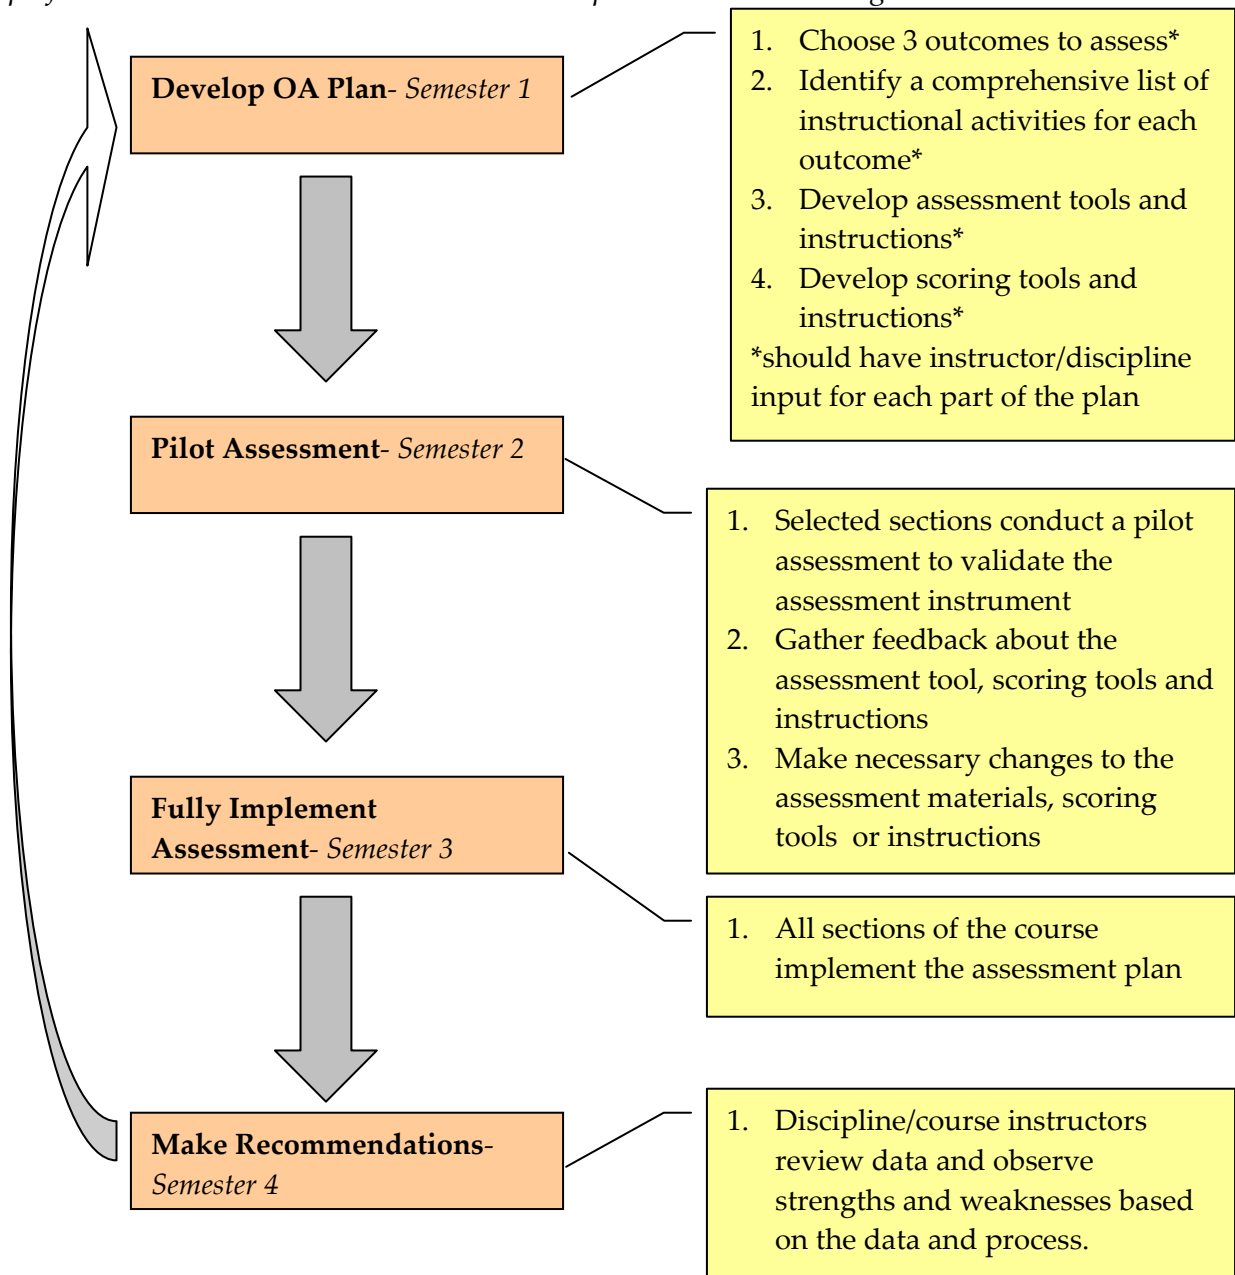 Develop OA Plan- Semester 1
1. Choose 3 outcomes to assess*
2. Identify a comprehensive list of
instructional activities for each
outcome*
3. Develop assessment tools and
instructions*
4. Develop scoring tools and
instructions*
*should have instructor/discipline
input for each part of the plan
Pilot Assessment- Semester 2
1. Selected sections conduct a pilot
assessment to validate the
assessment instrument
2. Gather feedback about the
assessment tool, scoring tools and
instructions
3. Make necessary changes to the
assessment materials, scoring
tools or instructions
Fully Implement
Assessment- Semester 3
1. All sections of the course
implement the assessment plan
Make Recommendations-
Semester 4
1. Discipline/course instructors
review data and observe
strengths and weaknesses based
on the data and process.